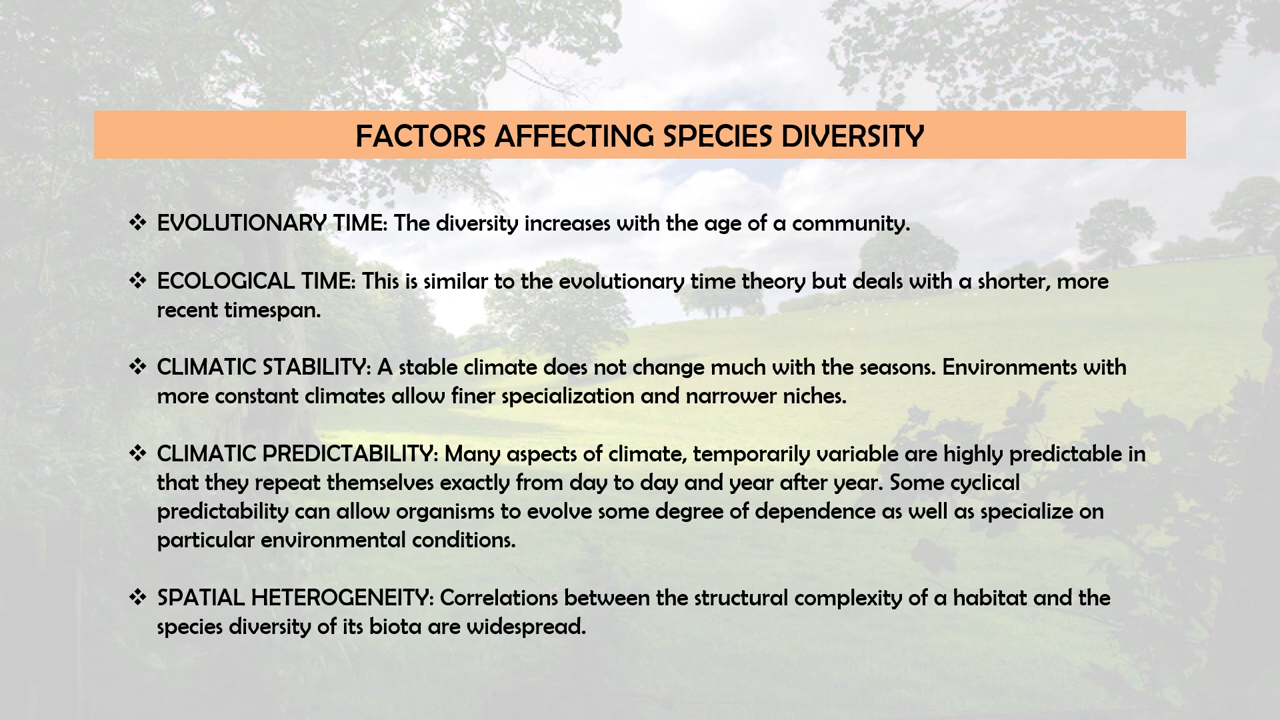 FACTORS AFFECTING SPECIES DIVERSITY
❖ EVOLUTIONARY TIME: The diversity increases with the age of a community.
❖ ECOLOGICAL TIME: This is similar to the evolutionary time theory but deals with a shorter, more
recent timespan.
❖ CLIMATIC STABILITY: A stable climate does not change much with the seasons. Environments with
more constant climates allow finer specialization and narrower niches.
❖ CLIMATIC PREDICTABILITY: Many aspects of climate, temporarily variable are highly predictable in
that they repeat themselves exactly from day to day and year after year. Some cyclical
predictability can allow organisms to evolve some degree of dependence as well as specialize on
particular environmental conditions.
❖ SPATIAL HETEROGENEITY: Correlations between the structural complexity of a habitat and the
species diversity of its biota are widespread.